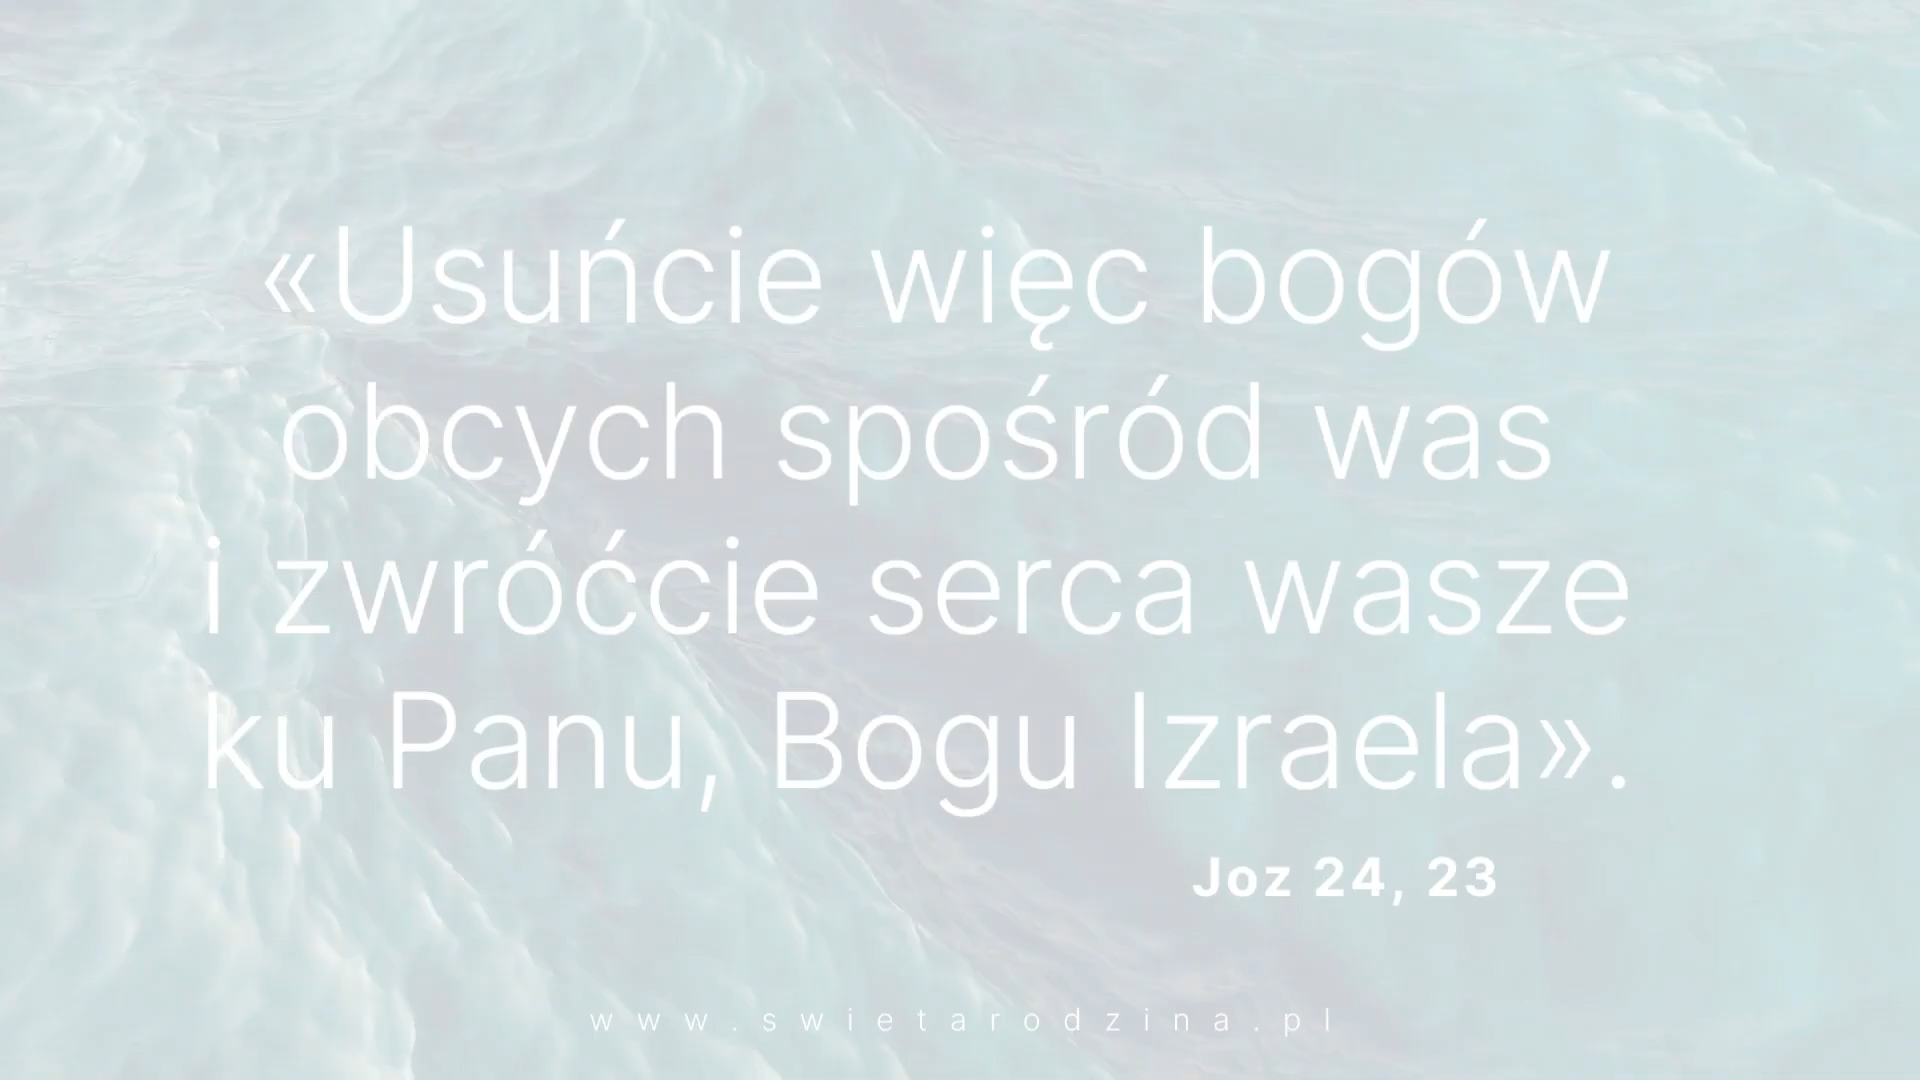 «Usuńcie więc bogów
obcych spośród was
i zwróćcie serca wasze
ku Panu, Bogu Izraela».
Joz 24, 23
www.swietarodzina.pl